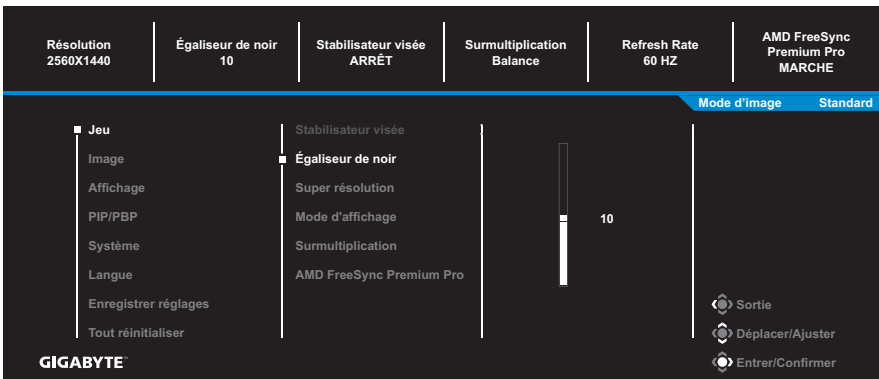 Résolution
2560X1440
Égaliseur de noir
10
Stabilisateur visée
ARRÊT
Surmultiplication
Balance
Refresh Rate
60 HZ
AMD FreeSync
Premium Pro
MARCHE
Mode d'image Standard
Jeu
Image
Affichage
PIP/PBP
Système
Langue
Enregistrer réglages
Tout réinitialiser
Stabilisateur visée
Égaliseur de noir
Super résolution
Mode d'affichage
Surmultiplication
AMD FreeSync Premium Pro
10
Sortie
Déplacer/Ajuster
Entrer/Confirmer
GIGABYTE™